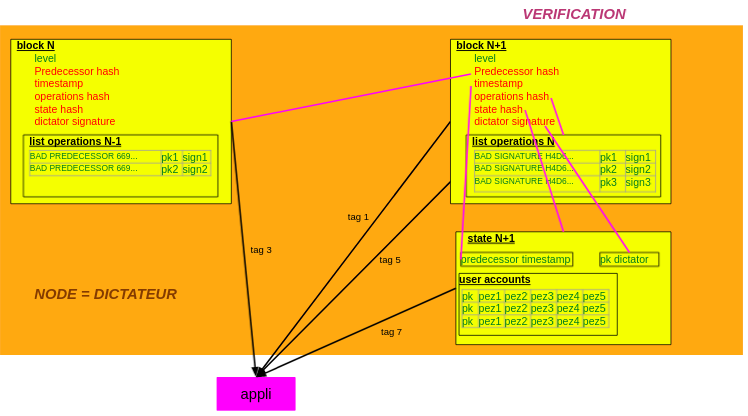 VERIFICATION
block N
level
Predecessor hash
timestamp
operations hash
state hash
dictator signature
list operations N-1
BAD PREDECESSOR 669... pk1 sign1
BAD PREDECESSOR 669... pk2 sign2
block N+1
level
Predecessor hash
timestamp
operations hash
state hash
dictator signature
list operations N
BAD SIGNATURE H4D6... pk1 sign1
BAD SIGNATURE H4D6... pk2 sign2
BAD SIGNATURE H4D6... pk3 sign3
state N+1
predecessor timestamp pk dictator
user accounts
pk pez1 pez2 pez3 pez4 pez5
pk pez1 pez2 pez3 pez4 pez5
pk pez1 pez2 pez3 pez4 pez5
tag 1
tag 3
tag 5
tag 7
NODE = DICTATEUR
appli